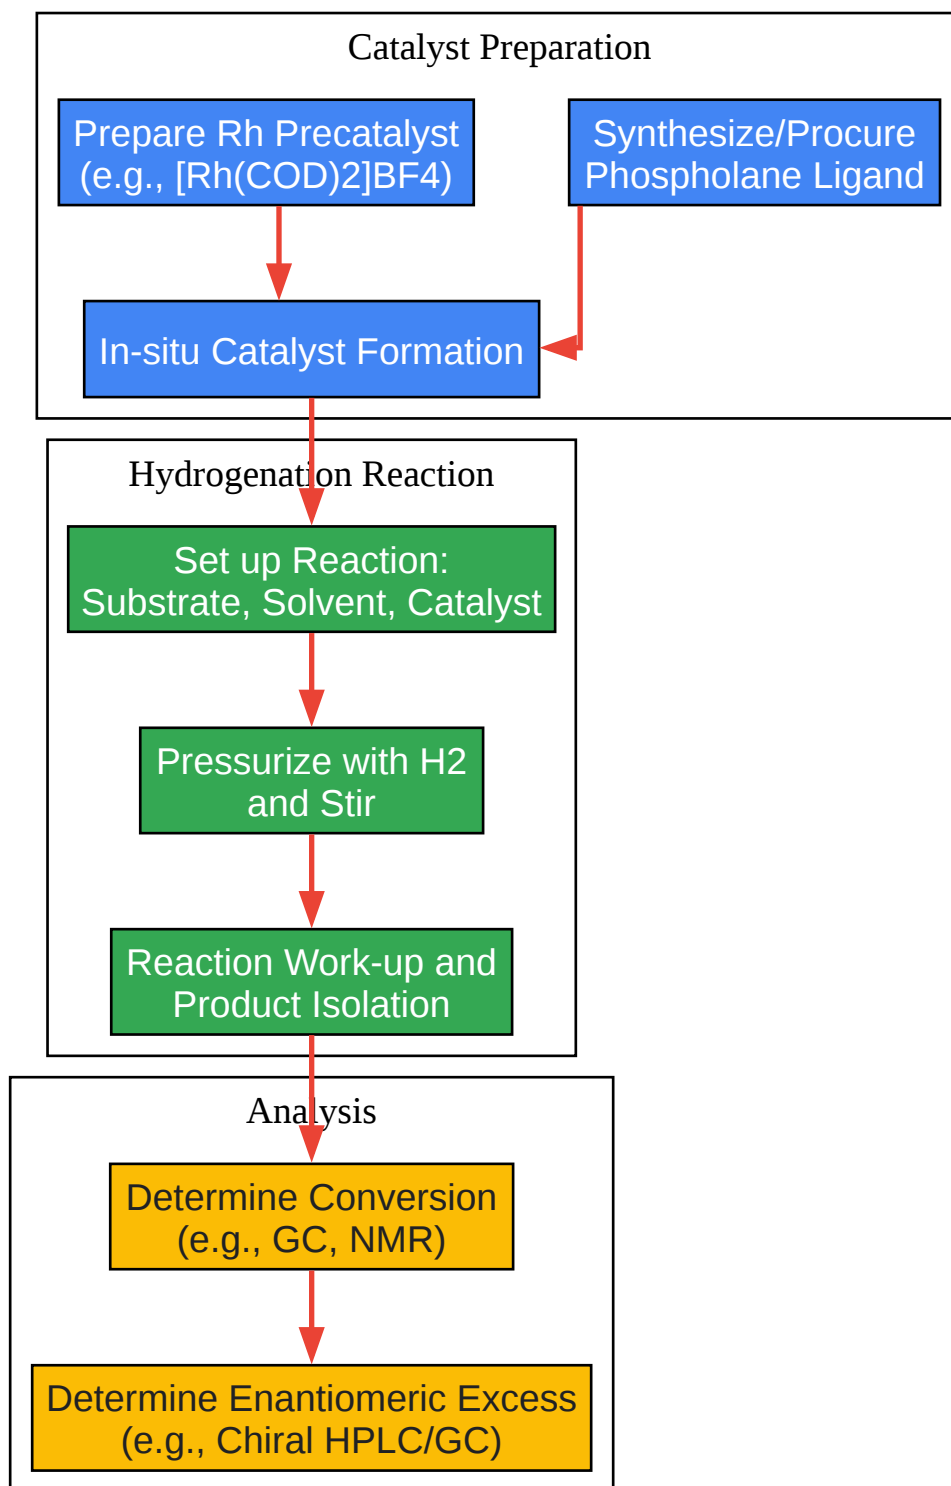 Catalyst Preparation
Prepare Rh Precatalyst
(e.g., [Rh(COD)2]BF4)
Synthesize/Procure
Phospholane Ligand
In-situ Catalyst Formation
Hydrogenation Reaction
Set up Reaction:
Substrate, Solvent, Catalyst
Pressurize with H2
and Stir
Reaction Work-up and
Product Isolation
Analysis
Determine Conversion
(e.g., GC, NMR)
Determine Enantiomeric Excess
(e.g., Chiral HPLC/GC)